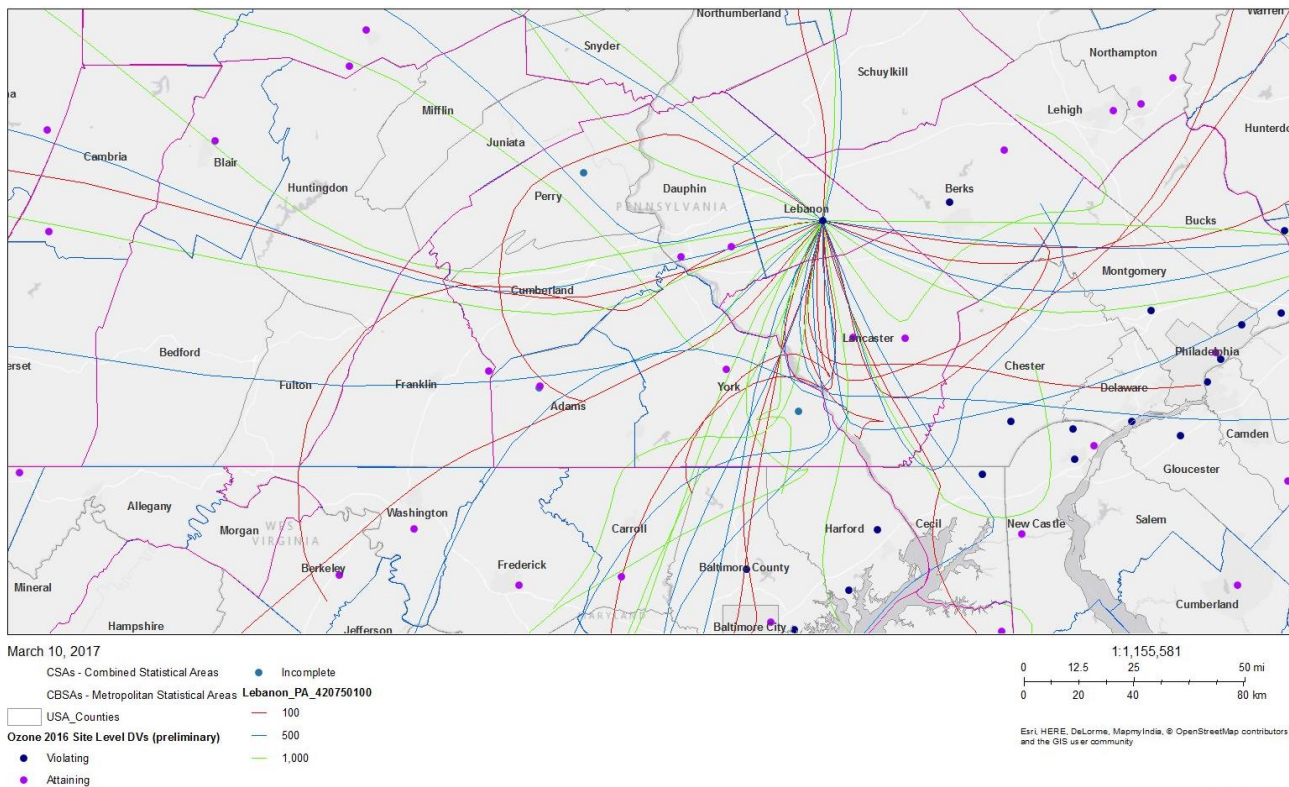 Northumberland
Warren
Snyder
Northampton
Schuylkill
Mifflin
Lehigh
Juniata
Hunterdo
Cambria
Blair
Huntingdon
Perry
Dauphin
Berks
PENNSYLVANIA
Lebanon
Bucks
Montgomery
Cumberland
Lancaster
Bedford
Philadelphia
erset
Chester
Fulton
Franklin
York
Delaware
Adams
Camden
Gloucester
Allegany
Washington
Salem
Morgan
WEST
VIRGINIA
Carroll
Harford
Cecil
New Castle
Frederick
Baltimore County
Berkeley
Mineral
Cumberland
MARYLAND
Hampshire
Jefferson
Baltimore City
March 10, 2017
CSAs - Combined Statistical Areas
CBSAs - Metropolitan Statistical Areas
USA_Counties
Ozone 2016 Site Level DVs (preliminary)
Violating
Attaining
Incomplete
Lebanon_PA_420750100
100
500
1,000
1:1,155,581
0 12.5 25 50 mi
0 20 40 80 km
Esri, HERE, DeLorme, MapmyIndia, © OpenStreetMap contributors
and the GIS user community